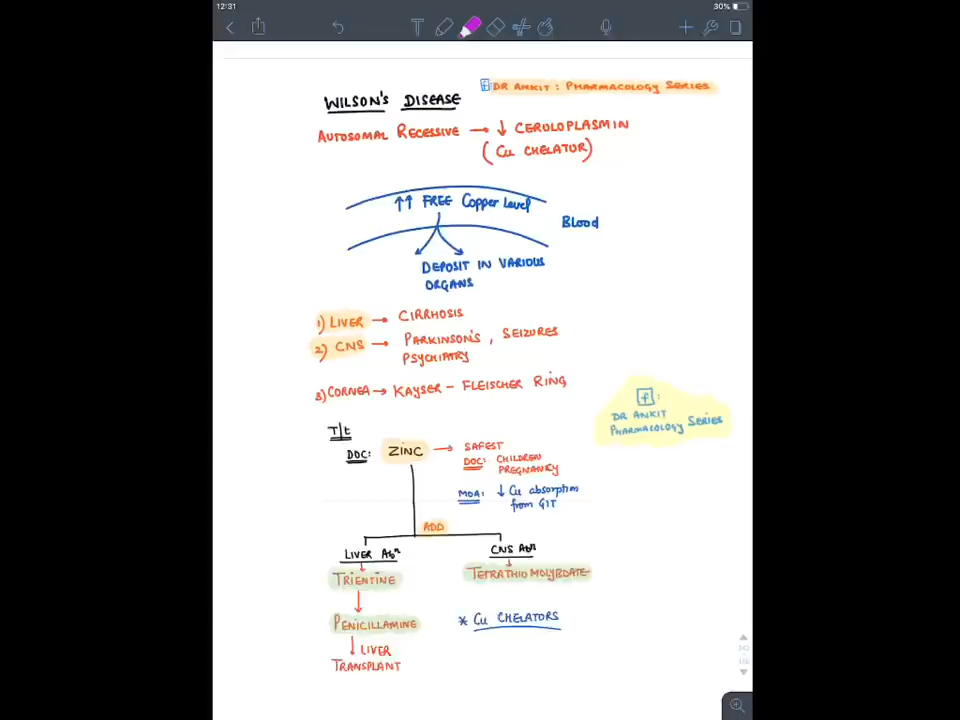 12:31
30%
T
DR ANKIT: PHARMACOLOGY SERIES
WILSON'S DISEASE
AUTOSOMAL RECESSIVE → ↓ CEROLOPLASMIN
(Cu CHELATOR)
↑↑ FREE Copper Level
Blood
DEPOSIT IN VARIOUS
ORGANS
1) LIVER → CIRRHOSIS
2) CNS → PARKINSON'S, SEIZURES
PSYCHIATRY
3) CORNEA → KAYSER - FLEISCHER RING
f:
DR ANKIT
PHARMACOLOGY SERIES
T/t
DOC: ZINC → SAFEST
DOC: CHILDREN
PREGNANCY
MOA: ↓ Cu absorption
from GIT
ADD
LIVER Abⁿ
CNS Abⁿ
TRIENTINE
TETRATHIOMOLYBDATE
PENICILLAMINE
* Cu CHELATORS
↓ LIVER
TRANSPLANT